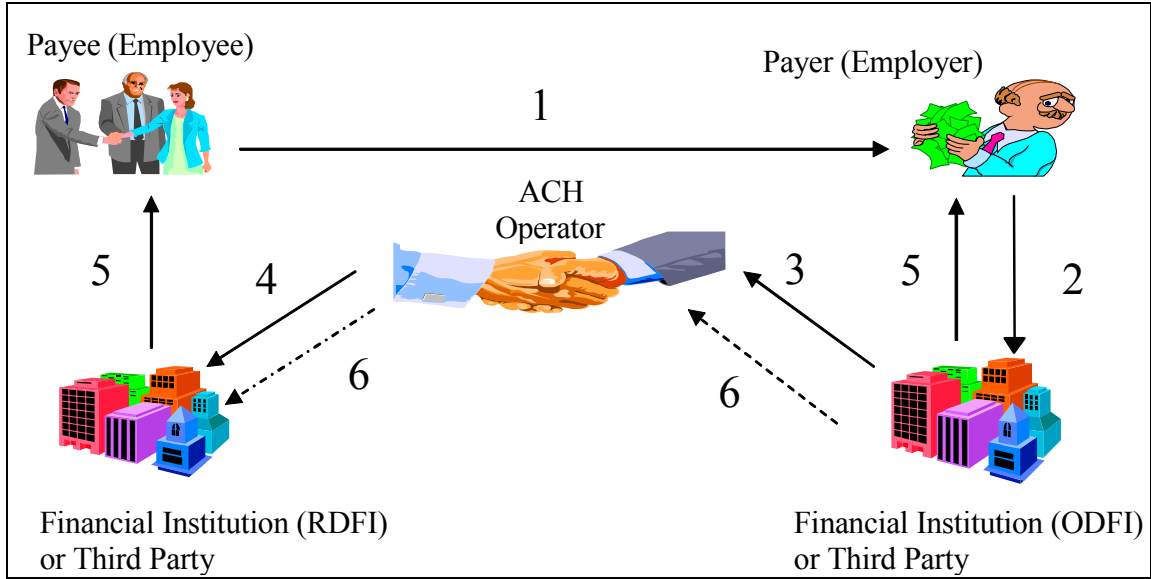 Payee (Employee)
Payer (Employer)
1
ACH
Operator
5
4
3
5
2
6
6
Financial Institution (RDFI)
or Third Party
Financial Institution (ODFI)
or Third Party